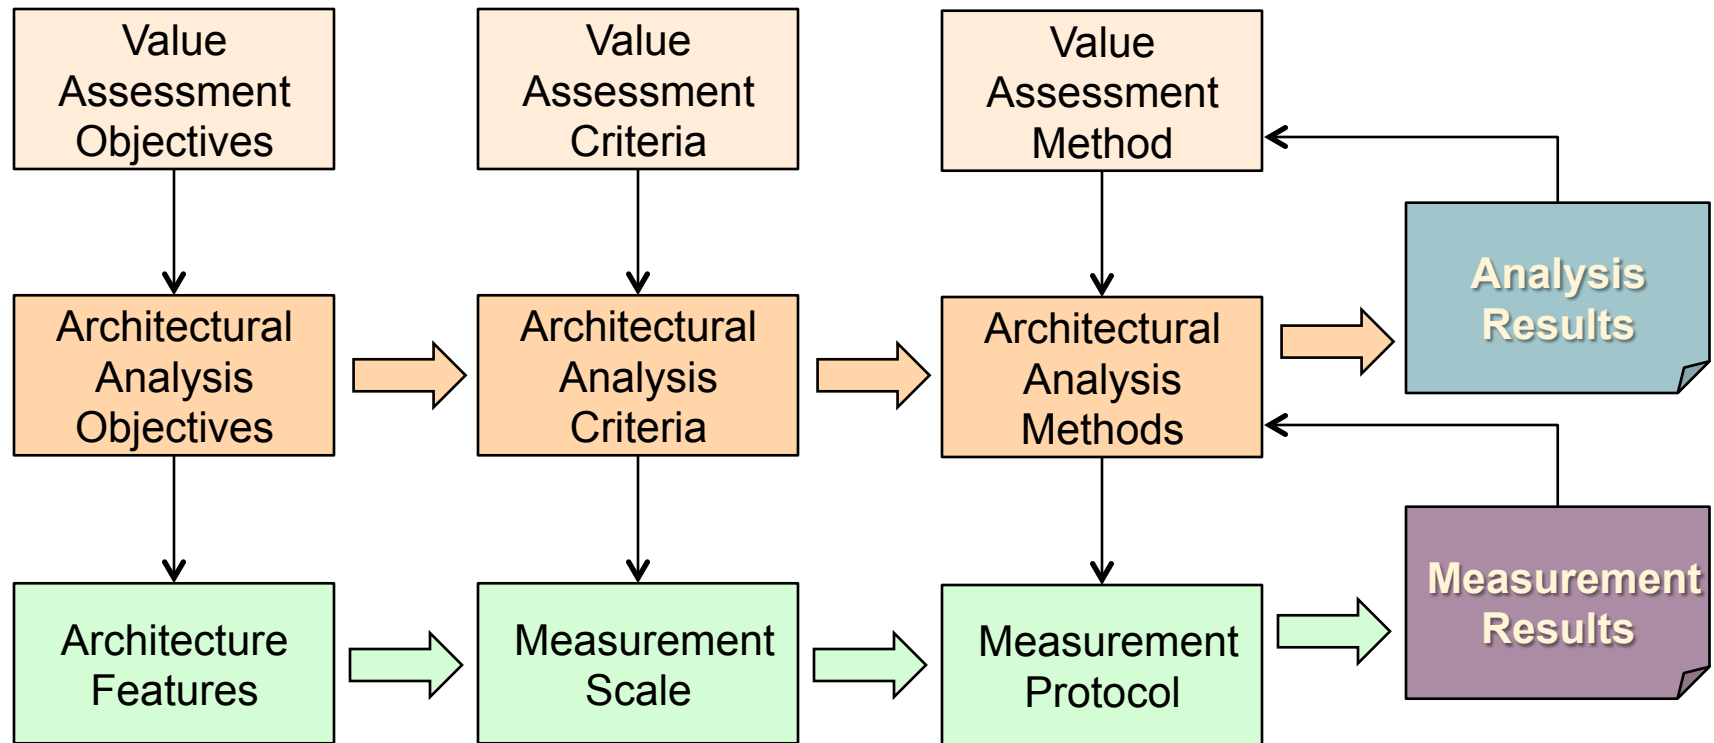 Value
Assessment
Objectives
Value
Assessment
Criteria
Value
Assessment
Method
Architectural
Analysis
Objectives
Architectural
Analysis
Criteria
Architectural
Analysis
Methods
Analysis
Results
Architecture
Features
Measurement
Scale
Measurement
Protocol
Measurement
Results